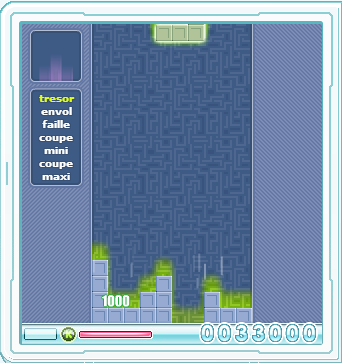 tresor
envol
faille
coupe
mini
coupe
maxi
1000
0033000